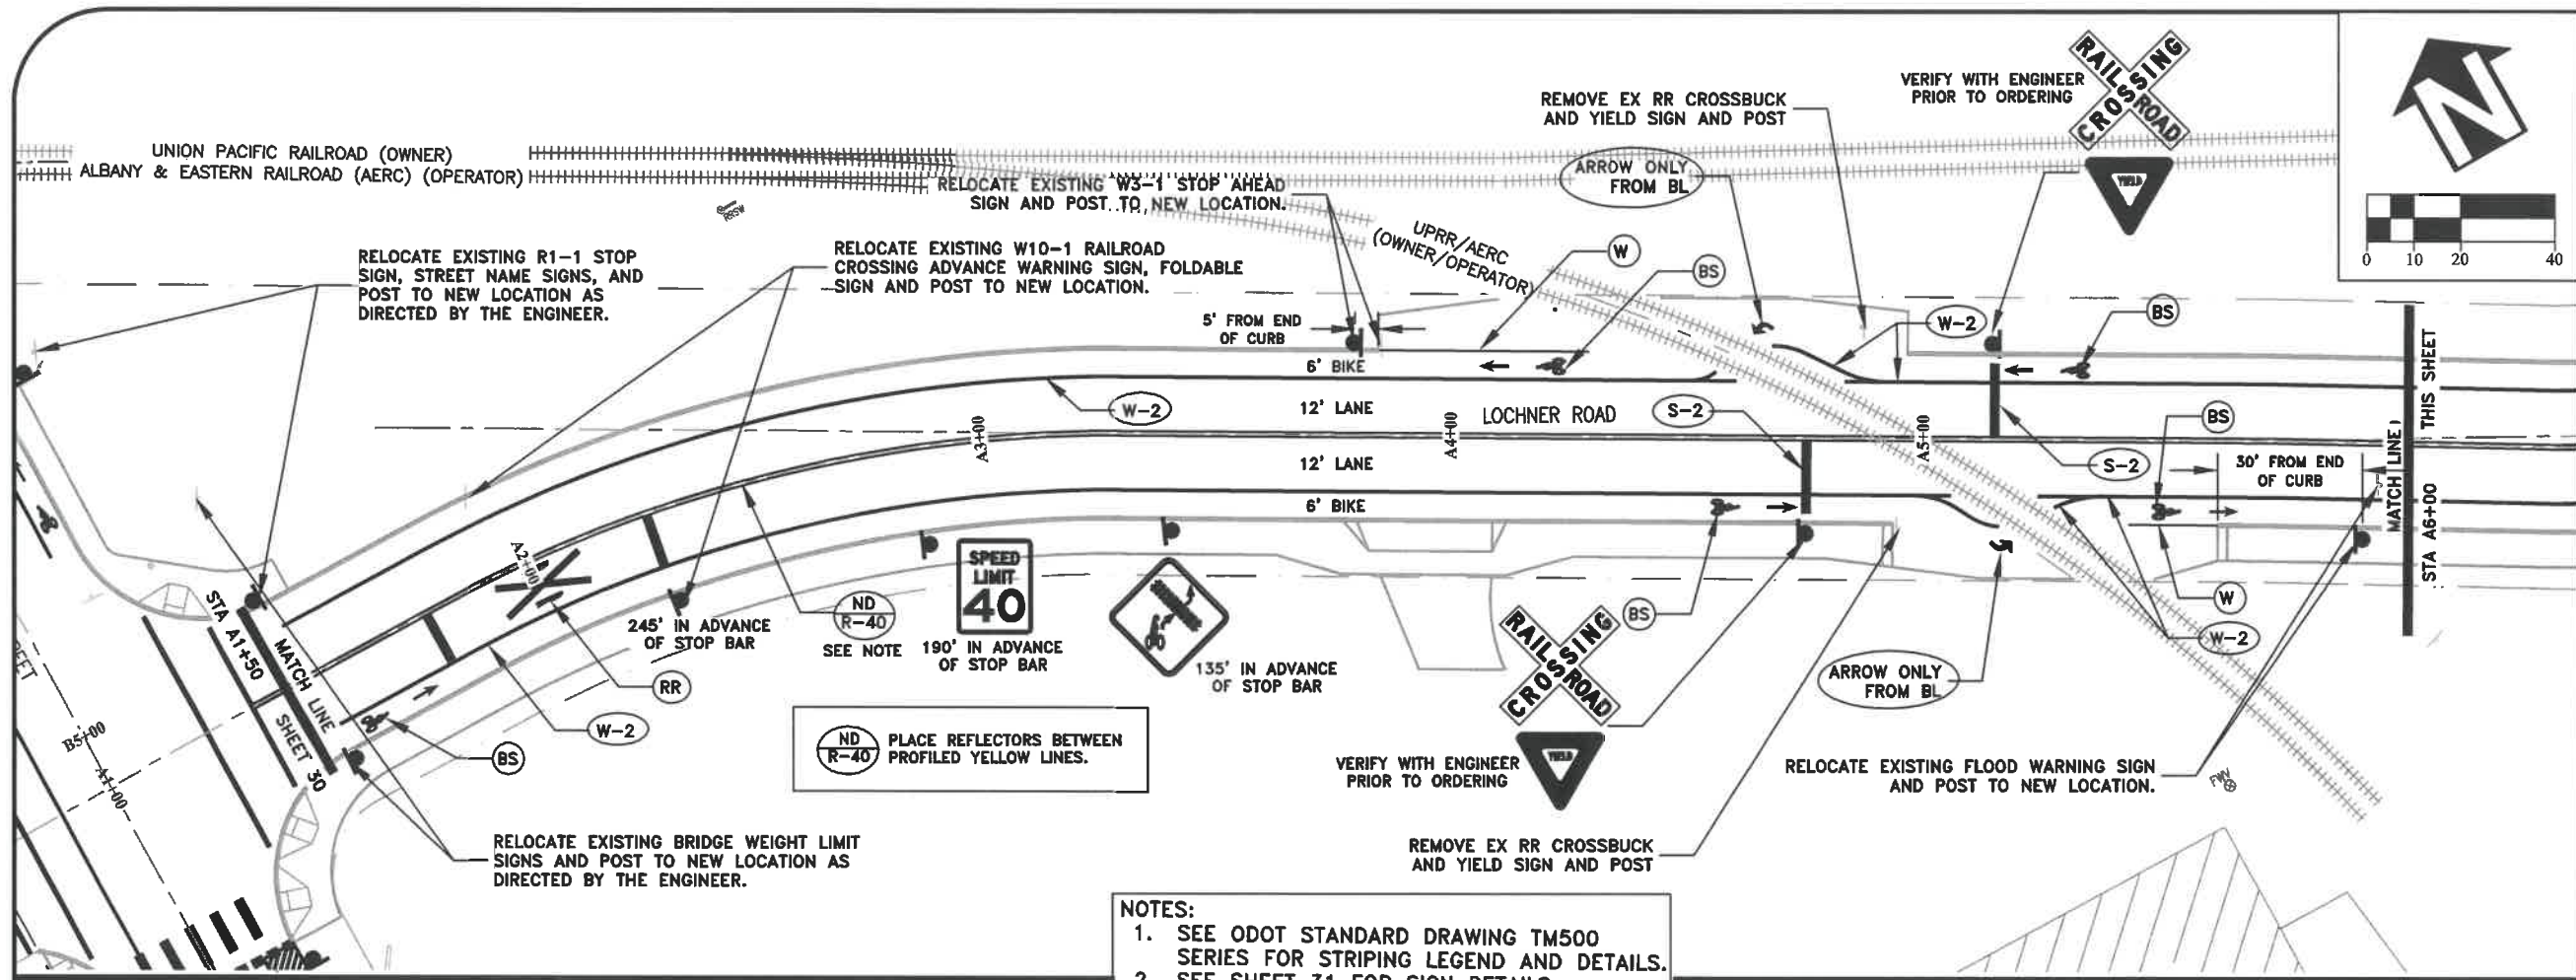 UNION PACIFIC RAILROAD (OWNER)
ALBANY & EASTERN RAILROAD (AERC) (OPERATOR)
RELOCATE EXISTING W3-1 STOP AHEAD
SIGN AND POST TO NEW LOCATION.
REMOVE EX RR CROSSBUCK
AND YIELD SIGN AND POST
VERIFY WITH ENGINEER
PRIOR TO ORDERING
RAILROAD
CROSSING
YIELD
N
0 10 20 40
ARROW ONLY
FROM BL
UPRR/AERC
(OWNER/OPERATOR)
RRSW
RELOCATE EXISTING R1-1 STOP
SIGN, STREET NAME SIGNS, AND
POST TO NEW LOCATION AS
DIRECTED BY THE ENGINEER.
RELOCATE EXISTING W10-1 RAILROAD
CROSSING ADVANCE WARNING SIGN, FOLDABLE
SIGN AND POST TO NEW LOCATION.
W
BS
5' FROM END
OF CURB
W-2
BS
6' BIKE
W-2
12' LANE
LOCHNER ROAD
S-2
A3+00
A4+00
A5+00
BS
12' LANE
S-2
30' FROM END
OF CURB
6' BIKE
MATCH LINE)
THIS SHEET
STA A6+00
A2+00
STA A1+50
MATCH LINE
SHEET 30
B5+00
A1+00
245' IN ADVANCE
OF STOP BAR
ND
R-40
SEE NOTE
SPEED
LIMIT
40
190' IN ADVANCE
OF STOP BAR
135' IN ADVANCE
OF STOP BAR
RR
W-2
BS
ND
R-40
PLACE REFLECTORS BETWEEN
PROFILED YELLOW LINES.
BS
RAILROAD
CROSSING
YIELD
VERIFY WITH ENGINEER
PRIOR TO ORDERING
W
W-2
ARROW ONLY
FROM BL
RELOCATE EXISTING FLOOD WARNING SIGN
AND POST TO NEW LOCATION.
RELOCATE EXISTING BRIDGE WEIGHT LIMIT
SIGNS AND POST TO NEW LOCATION AS
DIRECTED BY THE ENGINEER.
REMOVE EX RR CROSSBUCK
AND YIELD SIGN AND POST
NOTES:
1. SEE ODOT STANDARD DRAWING TM500
SERIES FOR STRIPING LEGEND AND DETAILS.
2. SEE SHEET 31 FOR SIGN DETAILS